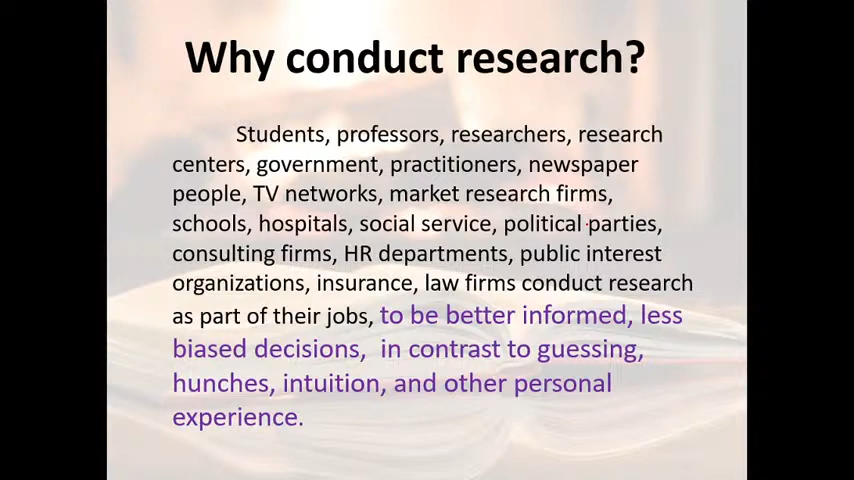 Why conduct research?
Students, professors, researchers, research
centers, government, practitioners, newspaper
people, TV networks, market research firms,
schools, hospitals, social service, political parties,
consulting firms, HR departments, public interest
organizations, insurance, law firms conduct research
as part of their jobs, to be better informed, less
biased decisions,  in contrast to guessing,
hunches, intuition, and other personal
experience.